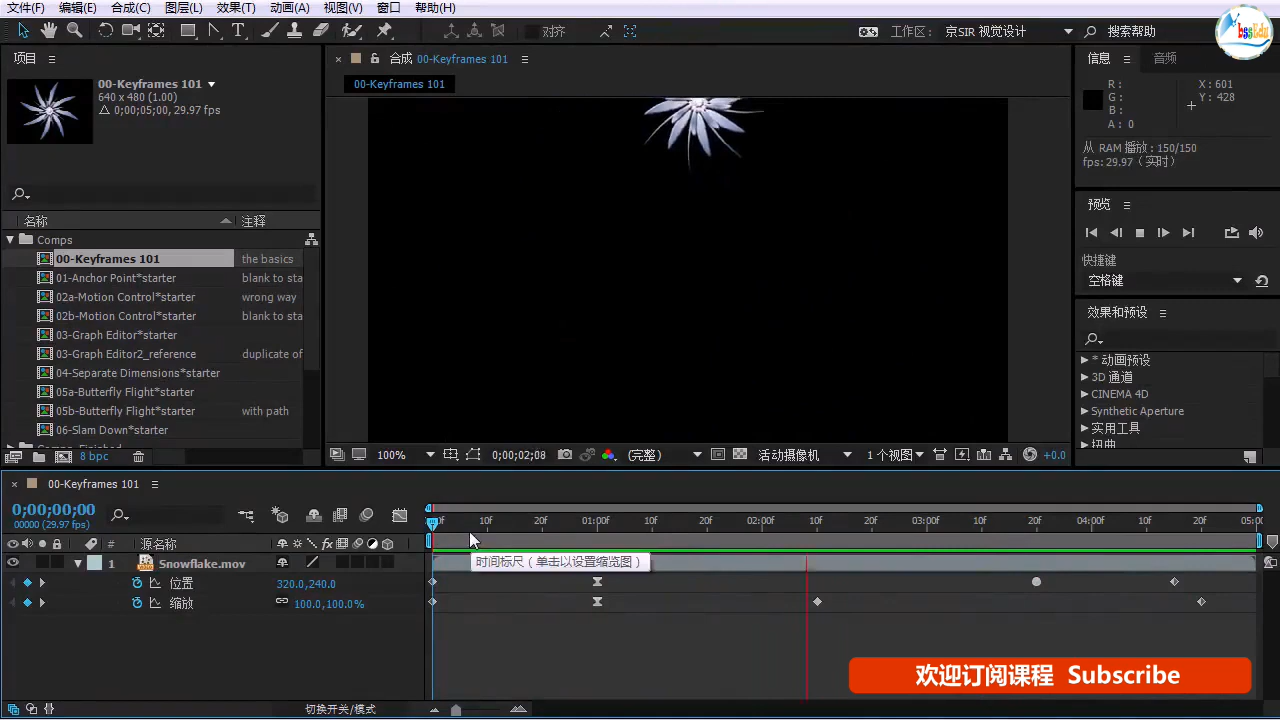 文件(F) 编辑(E) 合成(C) 图层(L) 效果(T) 动画(A) 视图(V) 窗口 帮助(H)
对齐 工作区: 京SIR 视觉设计 搜索帮助
bssEdu
项目
00-Keyframes 101
640 x 480 (1.00)
Δ 0;00;05;00, 29.97 fps
名称 注释
Comps
00-Keyframes 101 the basics
01-Anchor Point*starter blank to sta
02a-Motion Control*starter wrong way
02b-Motion Control*starter blank to sta
03-Graph Editor*starter
03-Graph Editor2_reference duplicate of
04-Separate Dimensions*starter
05a-Butterfly Flight*starter
05b-Butterfly Flight*starter with path
06-Slam Down*starter
8 bpc
合成 00-Keyframes 101
00-Keyframes 101
100% 0;00;02;08 (完整) 活动摄像机 1 个视图 +0.0
信息 音频
R: X: 601
G: Y: 428
B:
A: 0
从 RAM 播放: 150/150
fps: 29.97 (实时)
预览
快捷键
空格键
效果和预设
* 动画预设
3D 通道
CINEMA 4D
Synthetic Aperture
实用工具
扭曲
00-Keyframes 101
0;00;00;00
00000 (29.97 fps)
10f 20f 01:00f 10f 20f 02:00f 10f 20f 03:00f 10f 20f 04:00f 10f 20f 05:00
# 源名称
1 Snowflake.mov
时间标尺(单击以设置缩览图)
位置 320.0,240.0
缩放 100.0,100.0%
欢迎订阅课程 Subscribe
切换开关/模式